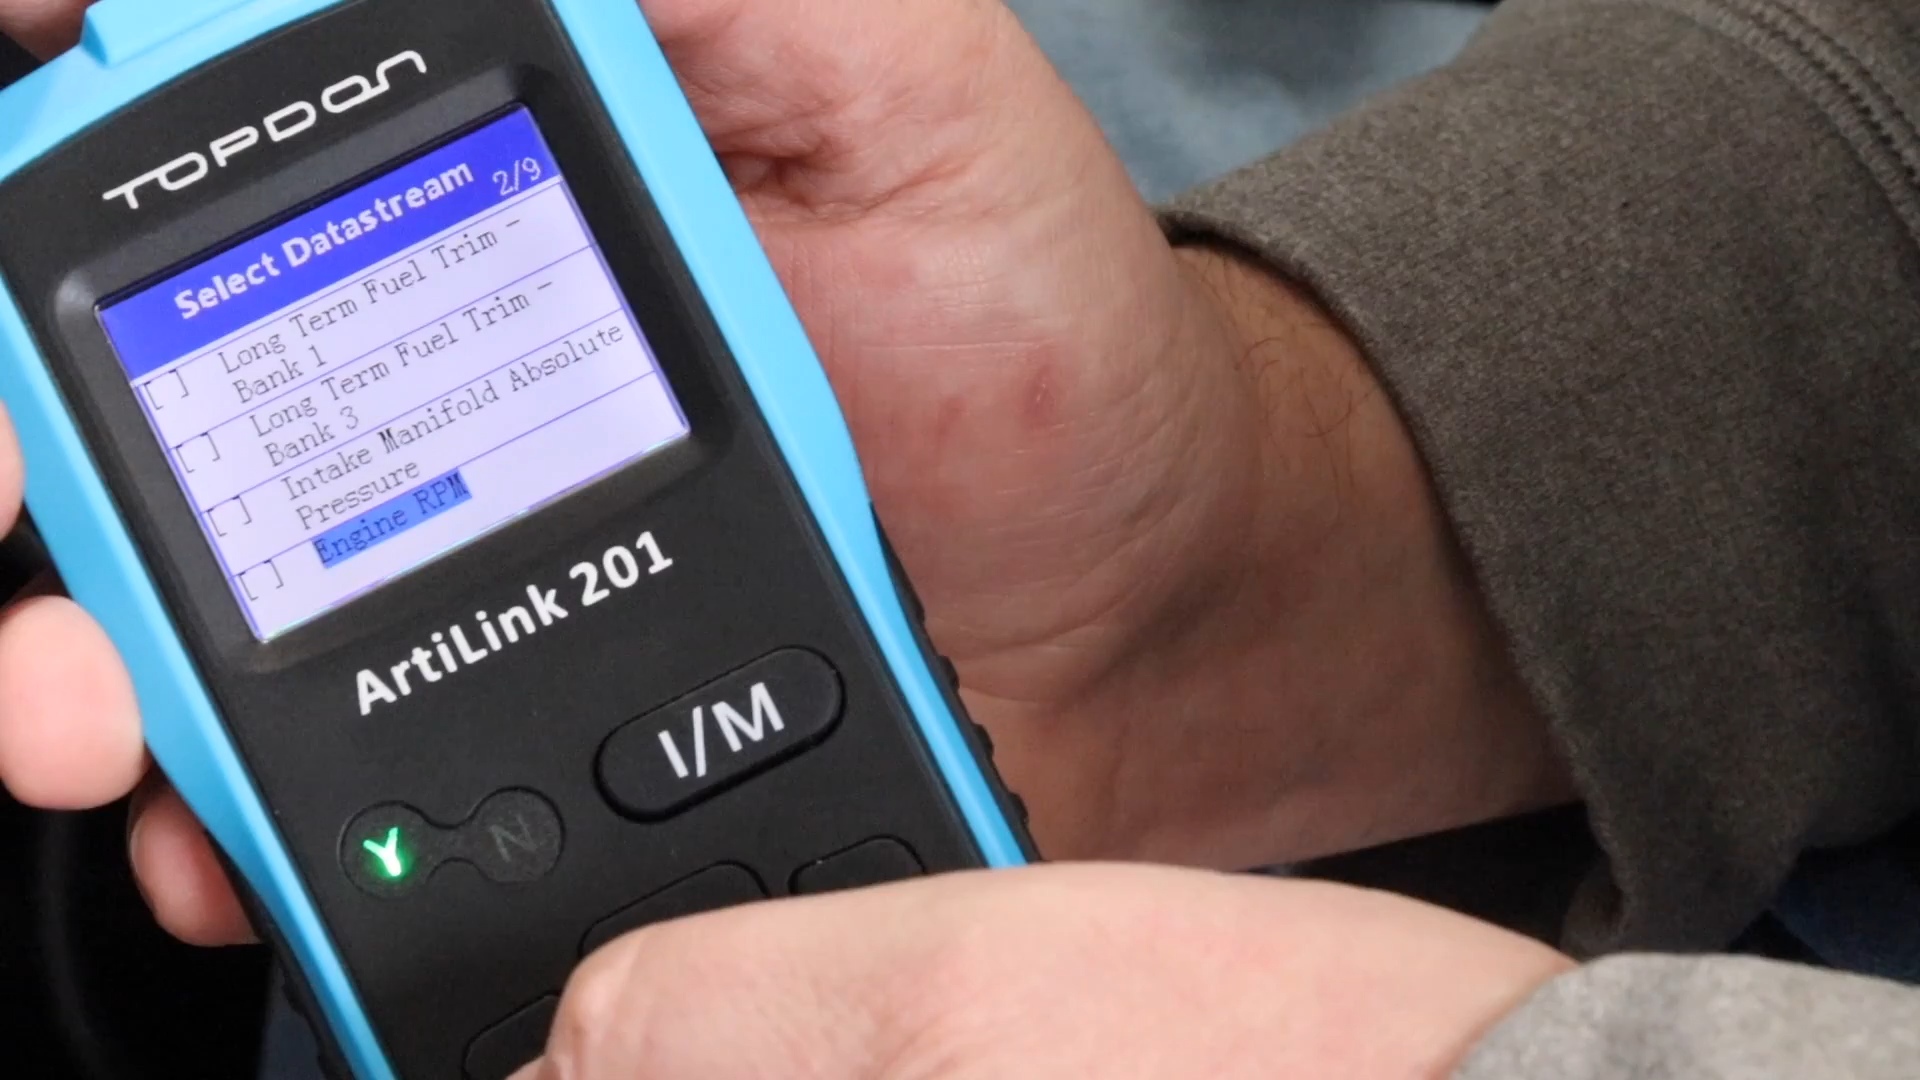 TOPDON
Select Datastream 2/9
[ ] Long Term Fuel Trim -
Bank 1
[ ] Long Term Fuel Trim -
Bank 3
[ ] Intake Manifold Absolute
Pressure
[ ] Engine RPM
ArtiLink 201
I/M
Y N